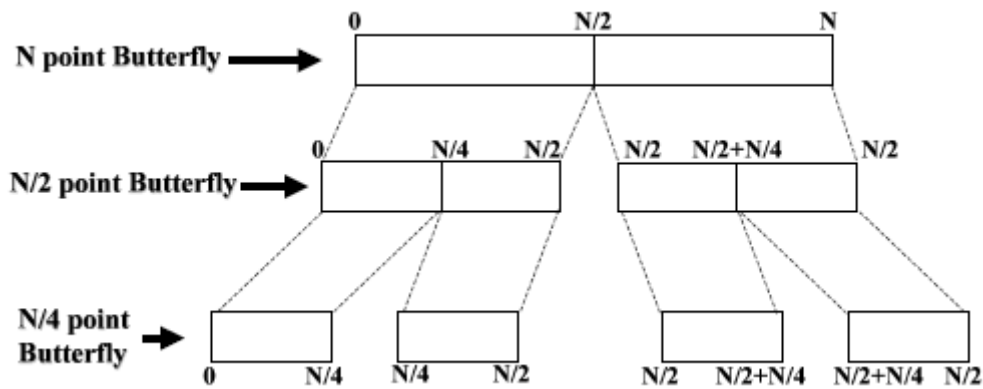 0 N/2 N
N point Butterfly
0 N/4 N/2 N/2 N/2+N/4 N/2
N/2 point Butterfly
N/4 point
Butterfly
0 N/4 N/4 N/2 N/2 N/2+N/4 N/2+N/4 N/2